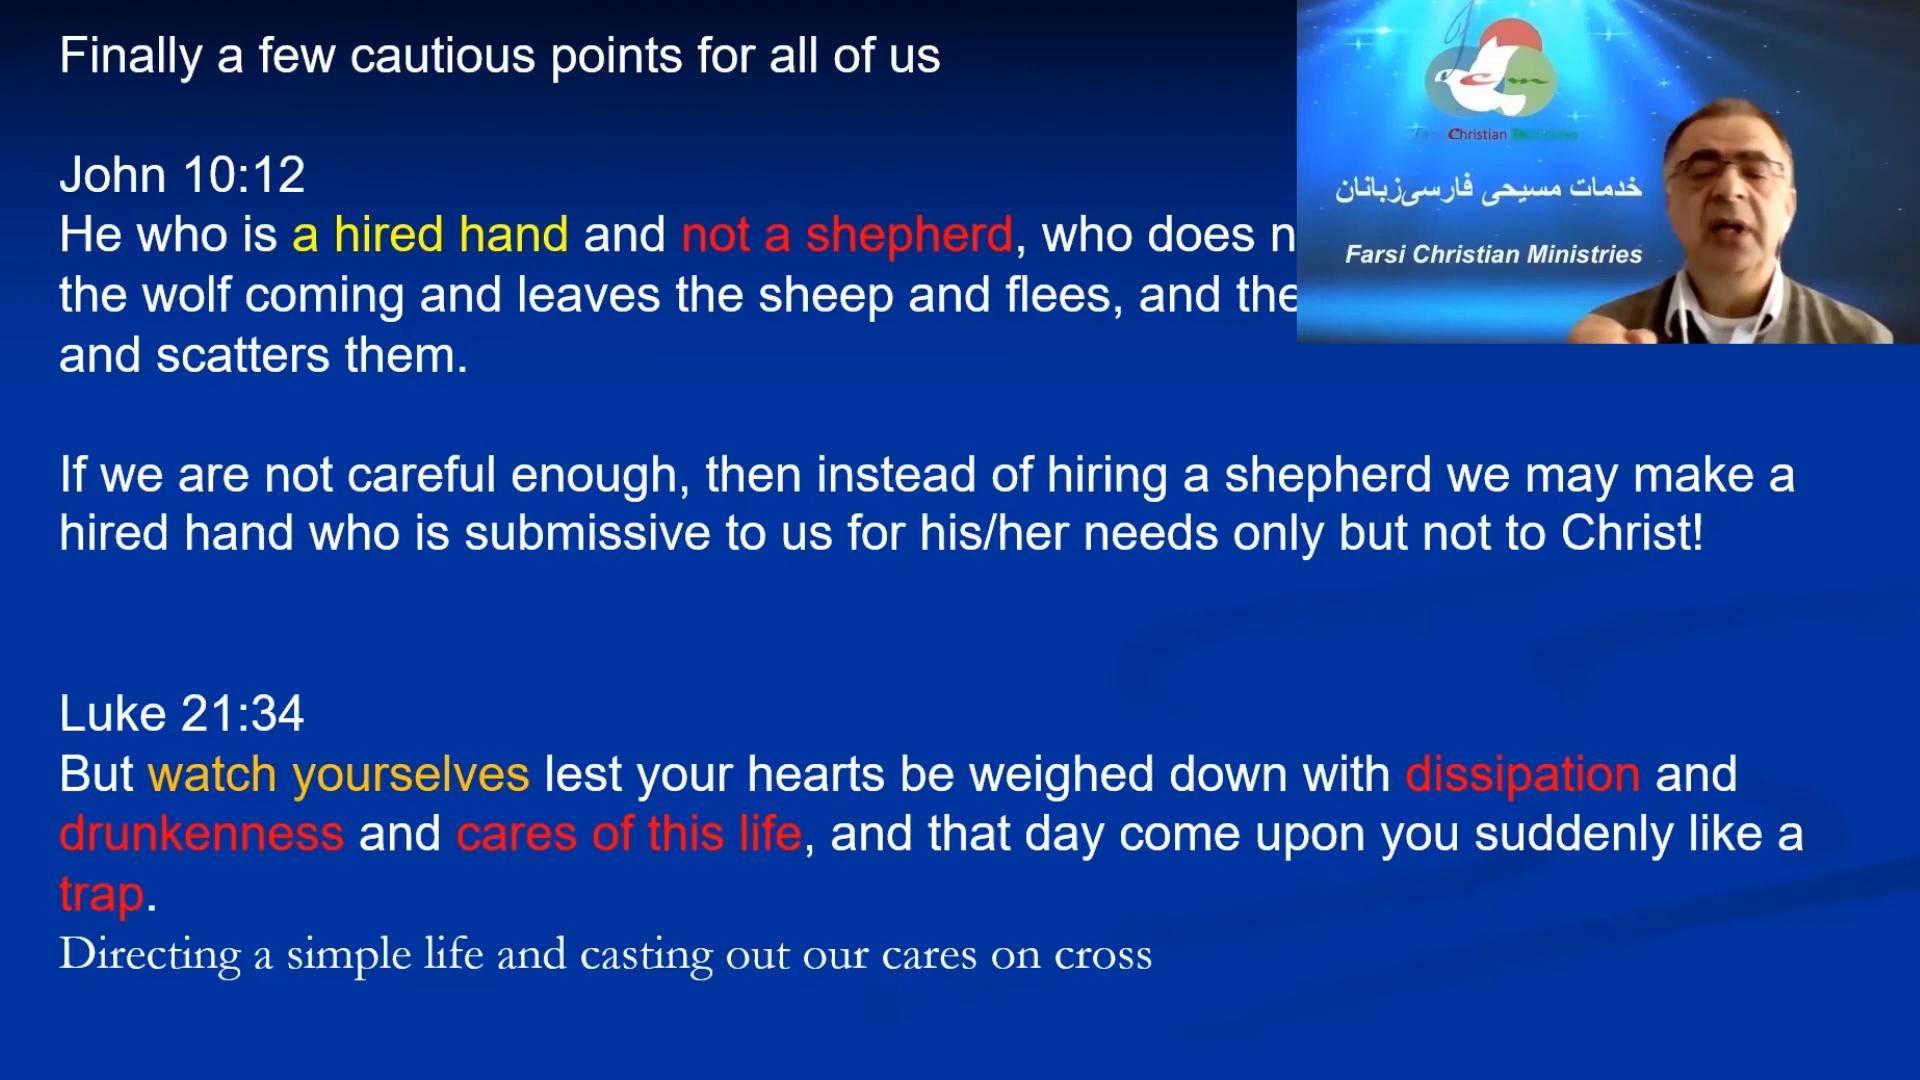 Finally a few cautious points for all of us
John 10:12
He who is a hired hand and not a shepherd, who does n
the wolf coming and leaves the sheep and flees, and the
and scatters them.
If we are not careful enough, then instead of hiring a shepherd we may make a
hired hand who is submissive to us for his/her needs only but not to Christ!
Luke 21:34
But watch yourselves lest your hearts be weighed down with dissipation and
drunkenness and cares of this life, and that day come upon you suddenly like a
trap.
Directing a simple life and casting out our cares on cross
Christian
خدمات مسیحی فارسی‌زبانان
Farsi Christian Ministries